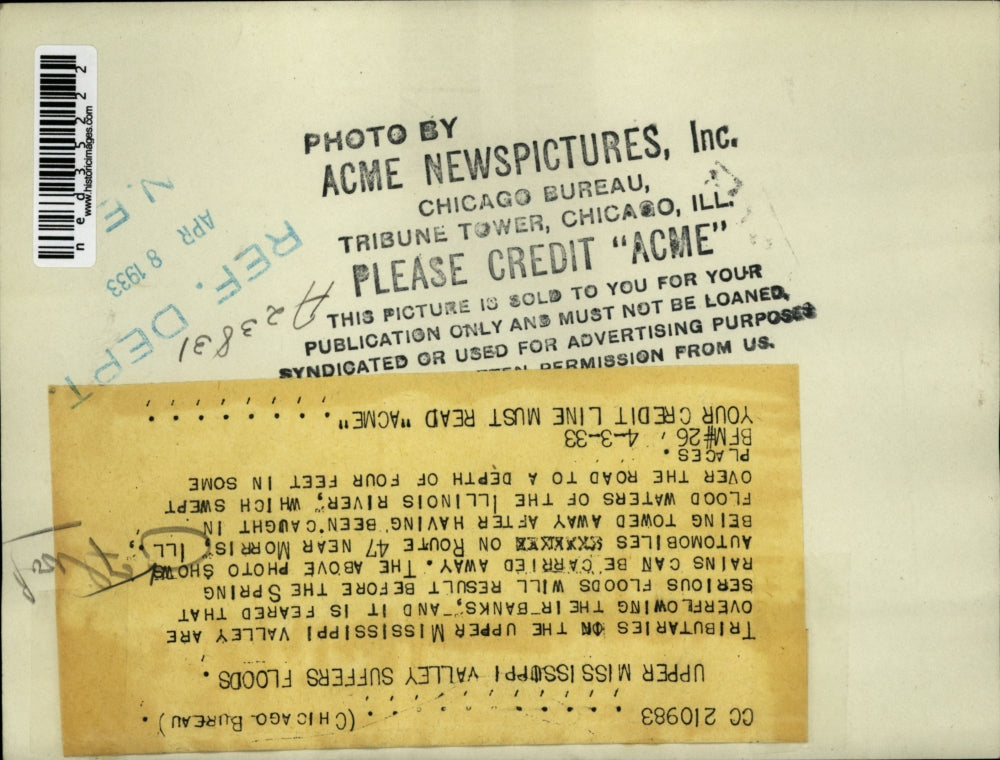 ned35222
www.historicimages.com
PHOTO BY
ACME NEWSPICTURES, Inc.
CHICAGO BUREAU,
TRIBUNE TOWER, CHICAGO, ILL.
PLEASE CREDIT "ACME"
THIS PICTURE IS SOLD TO YOU FOR YOUR
PUBLICATION ONLY AND MUST NOT BE LOANED,
SYNDICATED OR USED FOR ADVERTISING PURPOSES
PERMISSION FROM US.
REF. DEPT.
APR 8 1933
A23831
CC 210983 . . . . . . . . . . (CHICAGO BUREAU).
UPPER MISSISSIPPI VALLEY SUFFERS FLOODS.
TRIBUTARIES IN THE UPPER MISSISSIPPI VALLEY ARE
OVERFLOWING THEIR BANKS, AND IT IS FEARED THAT
SERIOUS FLOODS WILL RESULT BEFORE THE SPRING
RAINS CAN BE CARRIED AWAY. THE ABOVE PHOTO SHOWS
AUTOMOBILES ON ROUTE 47 NEAR MORRIS, ILL.,
BEING TOWED AWAY AFTER HAVING BEEN CAUGHT IN
FLOOD WATERS OF THE ILLINOIS RIVER, WHICH SWEPT
OVER THE ROAD TO A DEPTH OF FOUR FEET IN SOME
PLACES.
BFM#26, 4-3-33
YOUR CREDIT LINE MUST READ "ACME" . . . . . . . . .